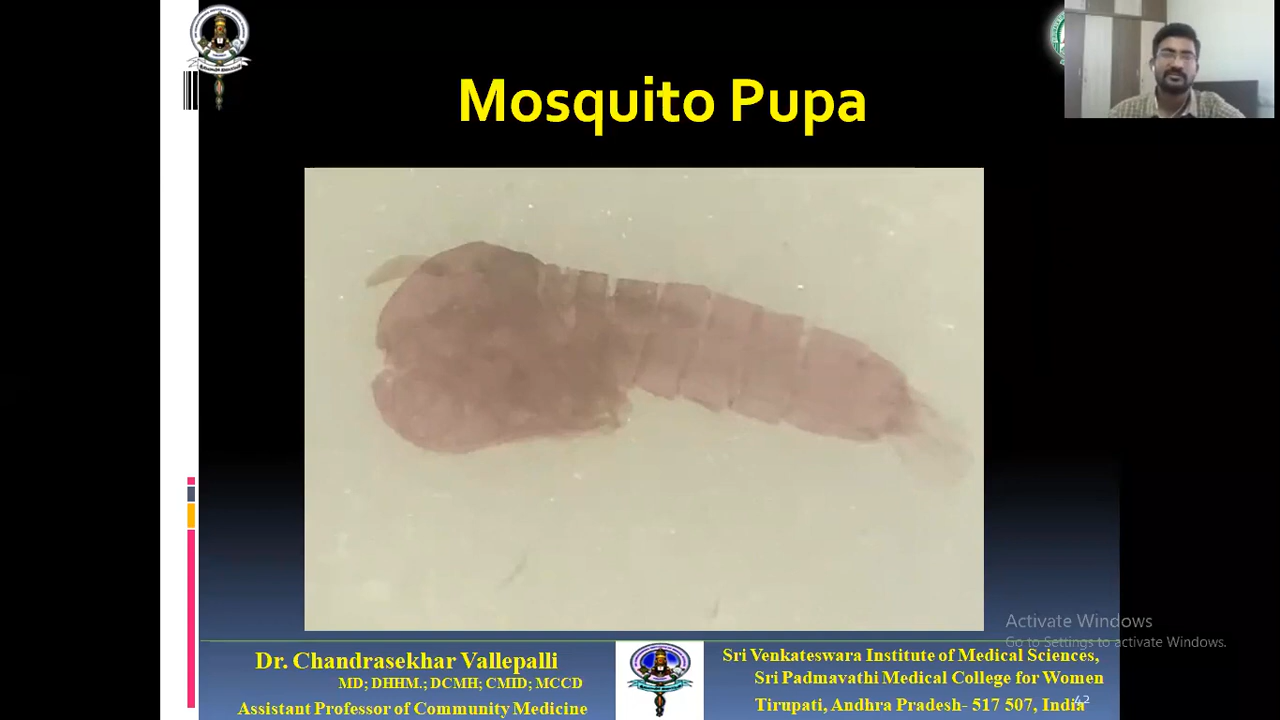 Mosquito Pupa
Activate Windows
Go to Settings to activate Windows.
Dr. Chandrasekhar Vallepalli
MD; DHHM.; DCMH; CMID; MCCD
Assistant Professor of Community Medicine
Sri Venkateswara Institute of Medical Sciences,
Sri Padmavathi Medical College for Women
Tirupati, Andhra Pradesh- 517 507, India
42